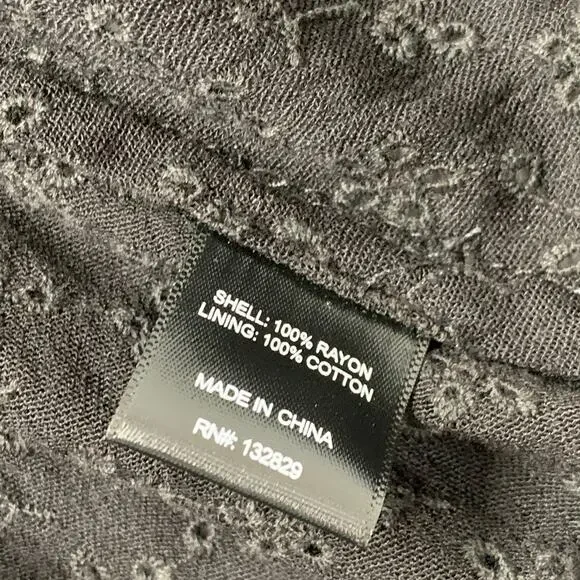 SHELL: 100% RAYON
LINING: 100% COTTON
MADE IN CHINA
RN#: 132829